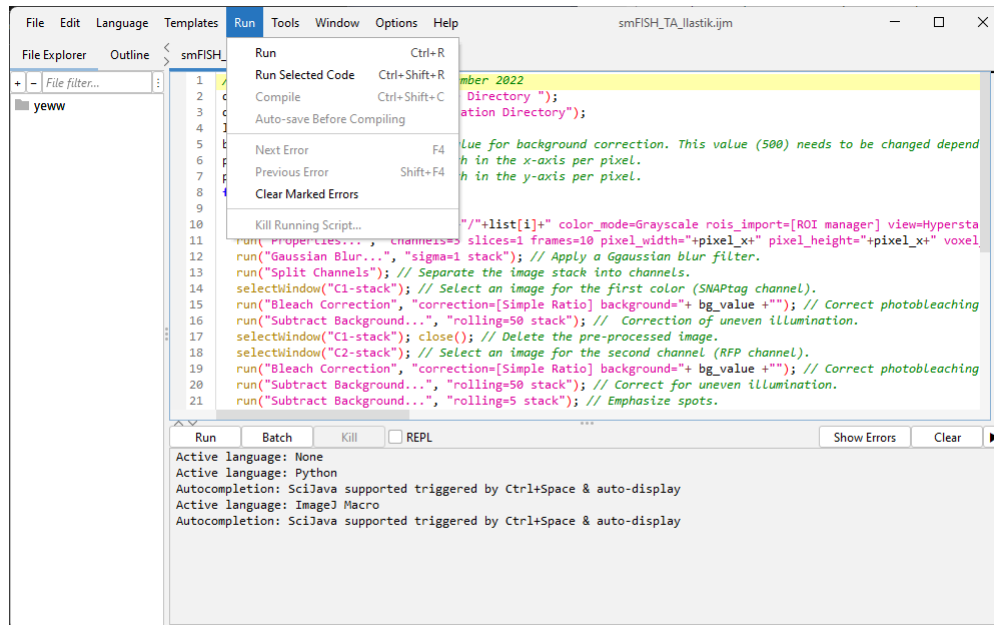 File Edit Language Templates Run Tools Window Options Help smFISH_TA_Ilastik.ijm
File Explorer Outline smFISH_
Run Ctrl+R
Run Selected Code Ctrl+Shift+R
Compile Ctrl+Shift+C
Auto-save Before Compiling
Next Error F4
Previous Error Shift+F4
Clear Marked Errors
Kill Running Script...
+ - File filter...
yeww
1 / mber 2022
2 Directory ");
3 ation Directory");
4
5 b lue for background correction. This value (500) needs to be changed depend
6 p h in the x-axis per pixel.
7 p h in the y-axis per pixel.
8 f
9
10 "/"+list[i]+" color_mode=Grayscale rois_import=[ROI manager] view=Hypersta
11 run("Properties...", "channels=3 slices=1 frames=10 pixel_width="+pixel_x+" pixel_height="+pixel_x+" voxel
12 run("Gaussian Blur...", "sigma=1 stack"); // Apply a Ggaussian blur filter.
13 run("Split Channels"); // Separate the image stack into channels.
14 selectWindow("C1-stack"); // Select an image for the first color (SNAPtag channel).
15 run("Bleach Correction", "correction=[Simple Ratio] background="+ bg_value +""); // Correct photobleaching
16 run("Subtract Background...", "rolling=50 stack"); // Correction of uneven illumination.
17 selectWindow("C1-stack"); close(); // Delete the pre-processed image.
18 selectWindow("C2-stack"); // Select an image for the second channel (RFP channel).
19 run("Bleach Correction", "correction=[Simple Ratio] background="+ bg_value +""); // Correct photobleaching
20 run("Subtract Background...", "rolling=50 stack"); // Correct for uneven illumination.
21 run("Subtract Background...", "rolling=5 stack"); // Emphasize spots.
Run Batch Kill REPL Show Errors Clear
Active language: None
Active language: Python
Autocompletion: SciJava supported triggered by Ctrl+Space & auto-display
Active language: ImageJ Macro
Autocompletion: SciJava supported triggered by Ctrl+Space & auto-display